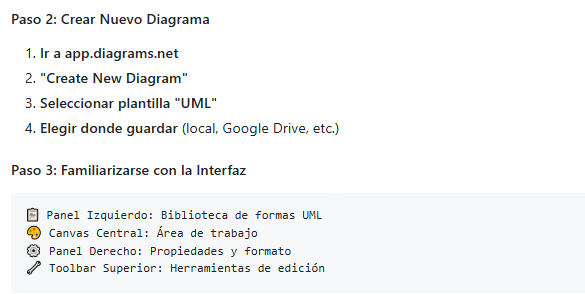 Paso 2: Crear Nuevo Diagrama
1. Ir a app.diagrams.net
2. "Create New Diagram"
3. Seleccionar plantilla "UML"
4. Elegir donde guardar (local, Google Drive, etc.)
Paso 3: Familiarizarse con la Interfaz
📋 Panel Izquierdo: Biblioteca de formas UML
🎨 Canvas Central: Área de trabajo
⚙️ Panel Derecho: Propiedades y formato
🔧 Toolbar Superior: Herramientas de edición